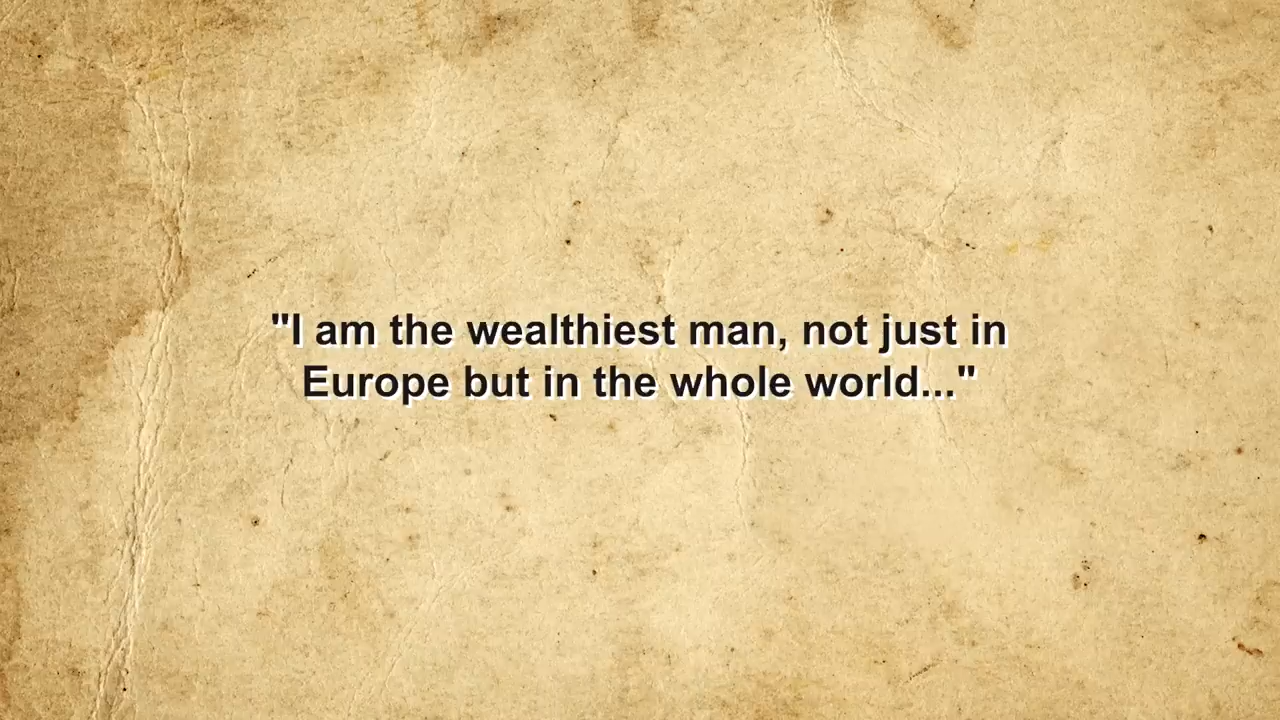 "I am the wealthiest man, not just in
Europe but in the whole world..."